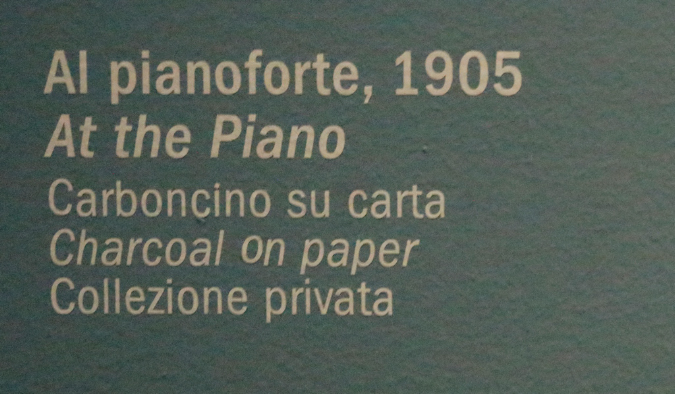 Al pianoforte, 1905
At the Piano
Carboncino su carta
Charcoal on paper
Collezione privata